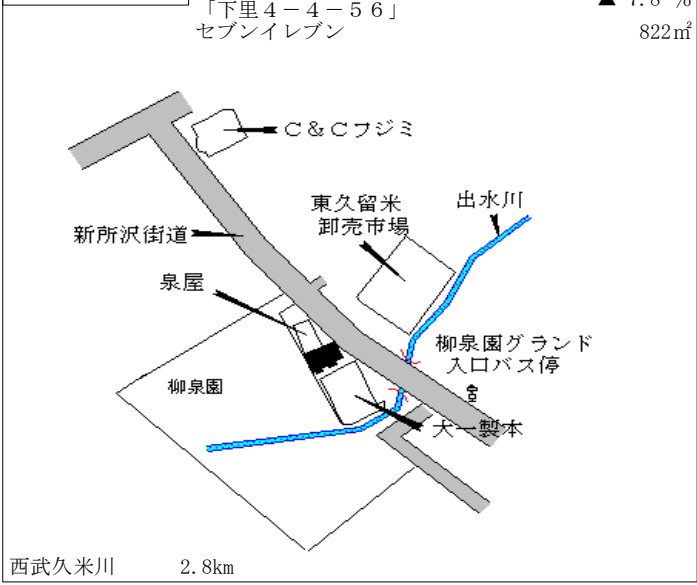 「下里４－４－５６」
▲ 7.8 %
セブンイレブン
822㎡
Ｃ＆Ｃフジミ
東久留米
卸売市場
出水川
新所沢街道
泉屋
柳泉園グランド
入口バス停
柳泉園
大一製本
西武久米川 2.8km